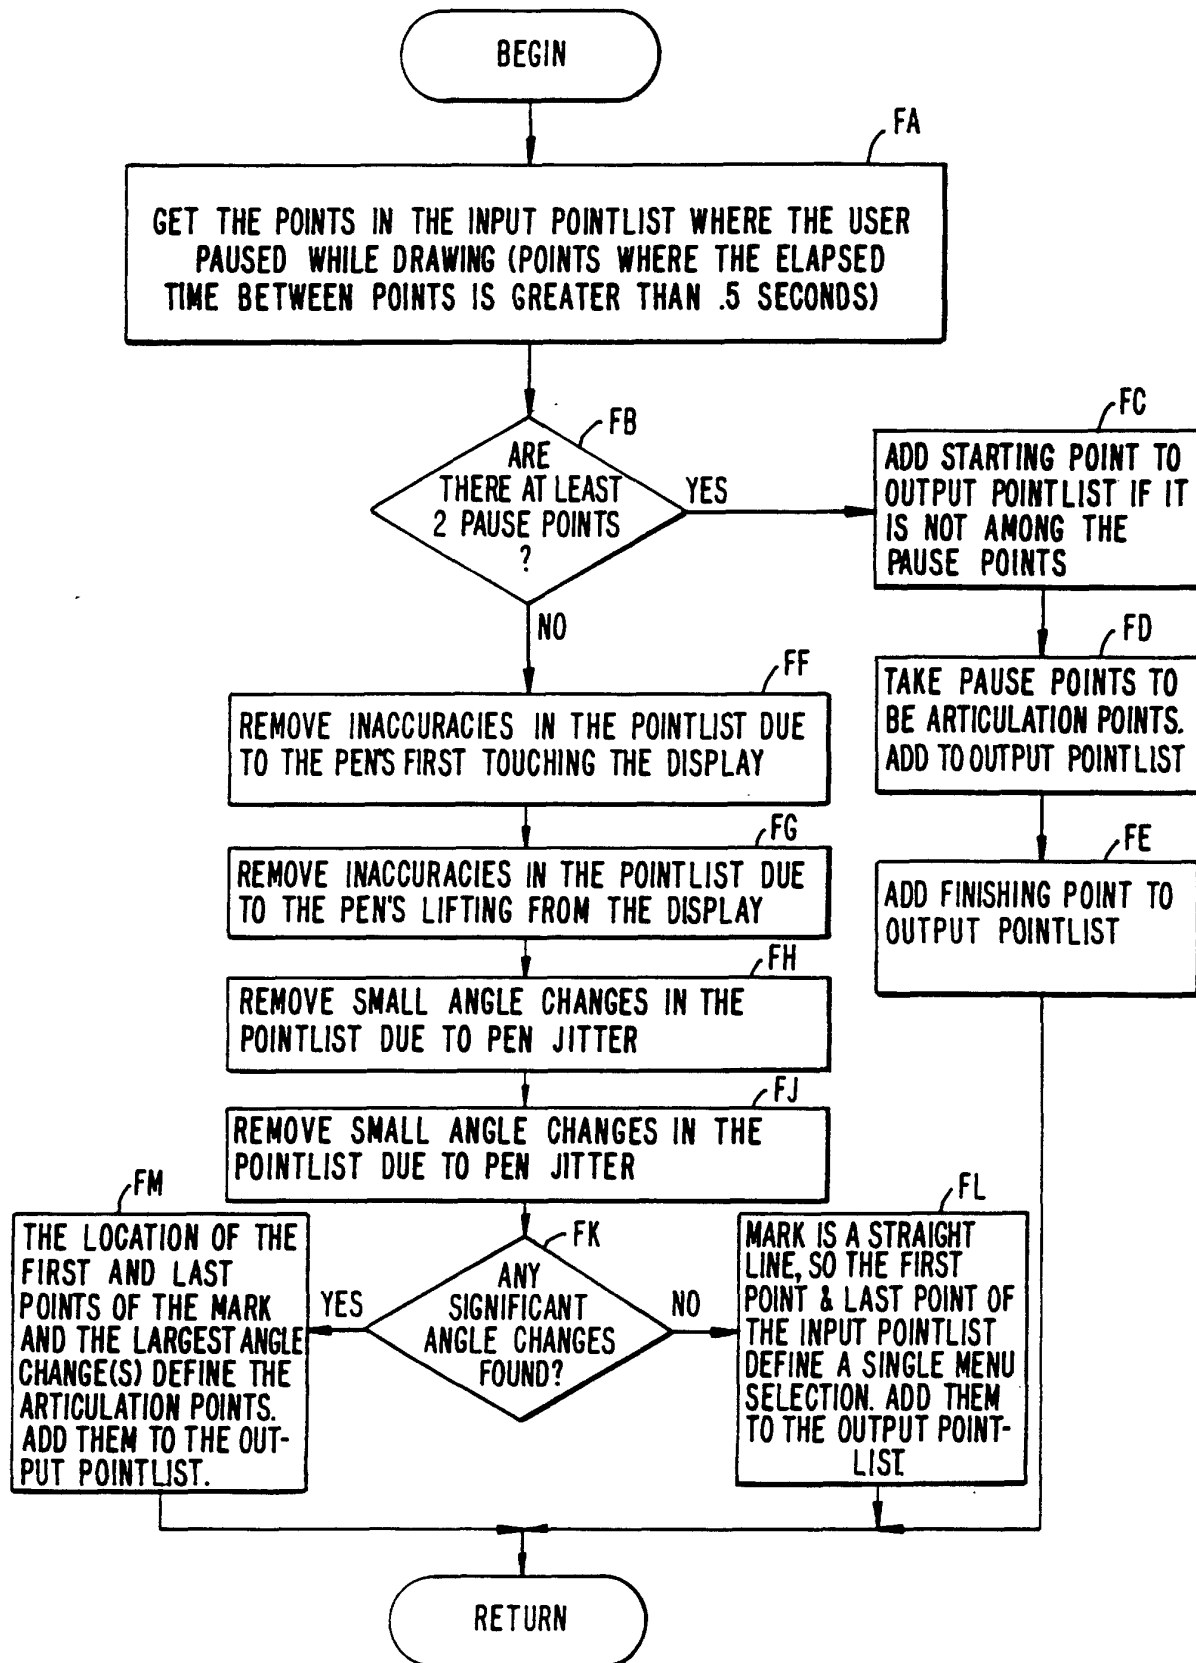 BEGIN
FA
GET THE POINTS IN THE INPUT POINTLIST WHERE THE USER
PAUSED WHILE DRAWING (POINTS WHERE THE ELAPSED
TIME BETWEEN POINTS IS GREATER THAN .5 SECONDS)
FB
ARE
THERE AT LEAST
2 PAUSE POINTS
?
YES
NO
FC
ADD STARTING POINT TO
OUTPUT POINTLIST IF IT
IS NOT AMONG THE
PAUSE POINTS
FD
TAKE PAUSE POINTS TO
BE ARTICULATION POINTS.
ADD TO OUTPUT POINTLIST
FE
ADD FINISHING POINT TO
OUTPUT POINTLIST
FF
REMOVE INACCURACIES IN THE POINTLIST DUE
TO THE PEN'S FIRST TOUCHING THE DISPLAY
FG
REMOVE INACCURACIES IN THE POINTLIST DUE
TO THE PEN'S LIFTING FROM THE DISPLAY
FH
REMOVE SMALL ANGLE CHANGES IN THE
POINTLIST DUE TO PEN JITTER
FJ
REMOVE SMALL ANGLE CHANGES IN THE
POINTLIST DUE TO PEN JITTER
FK
ANY
SIGNIFICANT
ANGLE CHANGES
FOUND?
YES
NO
FM
THE LOCATION OF THE
FIRST AND LAST
POINTS OF THE MARK
AND THE LARGEST ANGLE
CHANGE(S) DEFINE THE
ARTICULATION POINTS.
ADD THEM TO THE OUT-
PUT POINTLIST.
FL
MARK IS A STRAIGHT
LINE, SO THE FIRST
POINT & LAST POINT OF
THE INPUT POINTLIST
DEFINE A SINGLE MENU
SELECTION. ADD THEM
TO THE OUTPUT POINT-
LIST.
RETURN